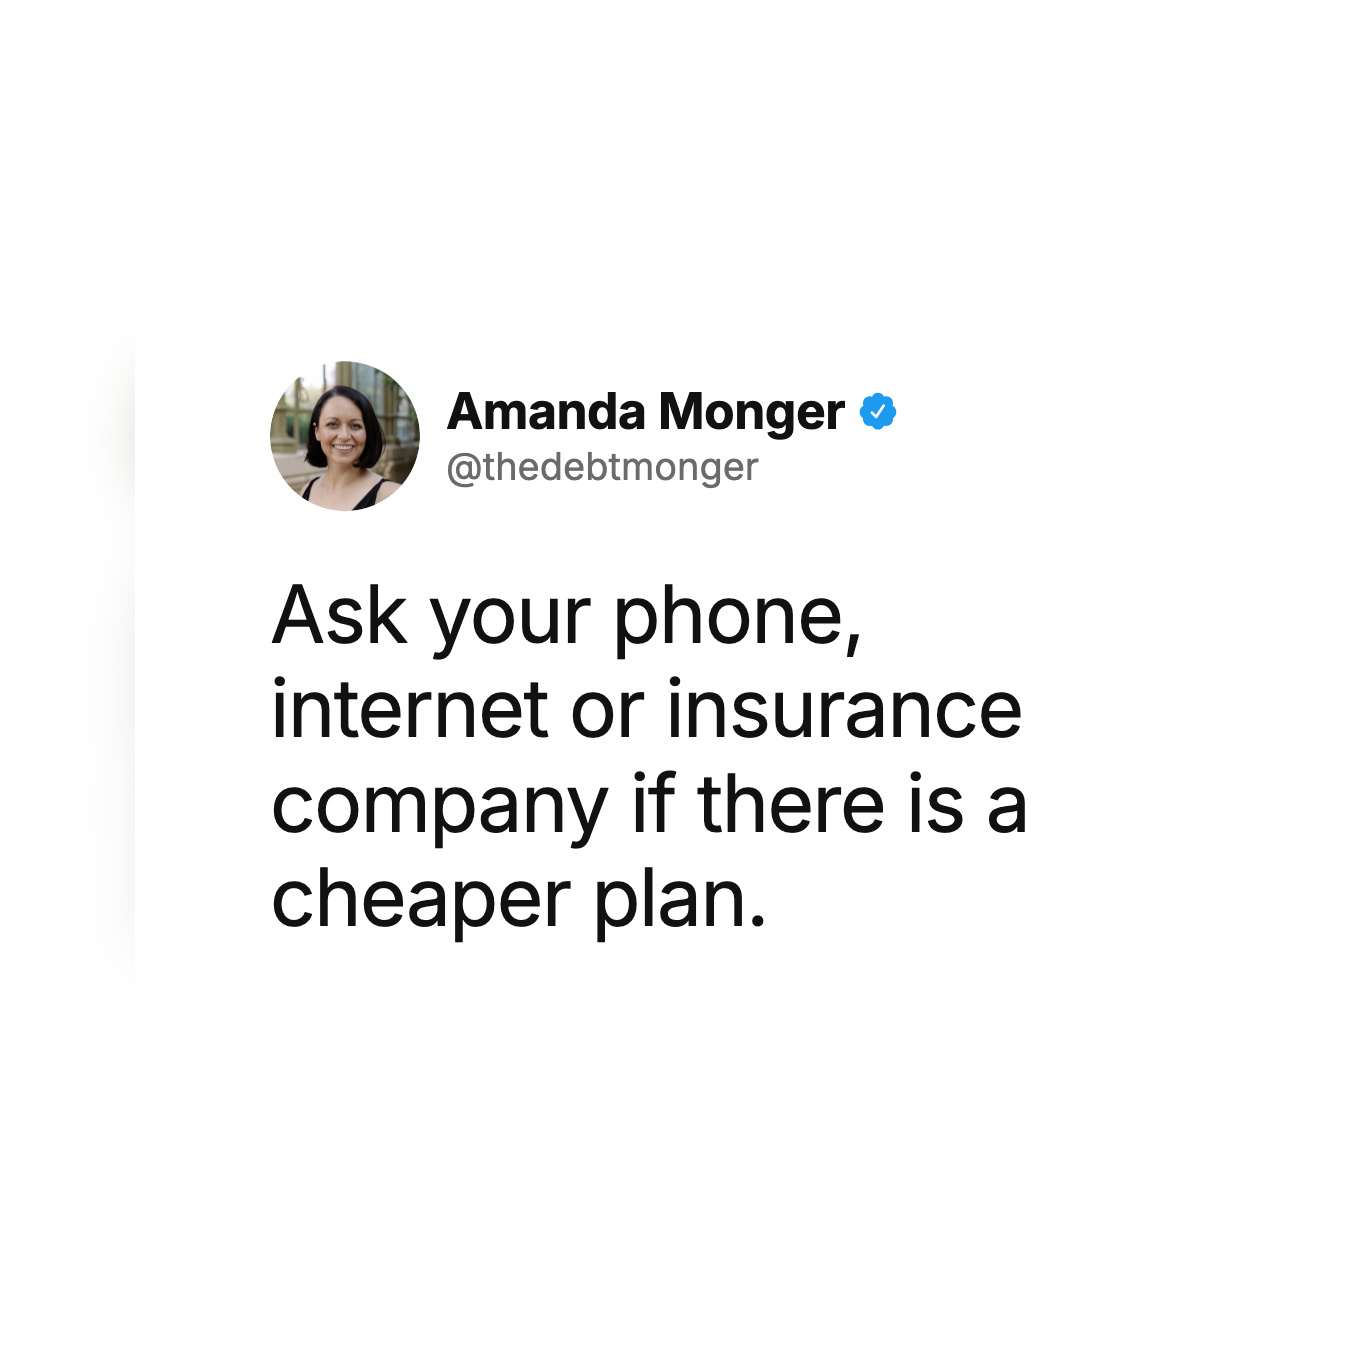 Amanda Monger
@thedebtmonger
Ask your phone,
internet or insurance
company if there is a
cheaper plan.